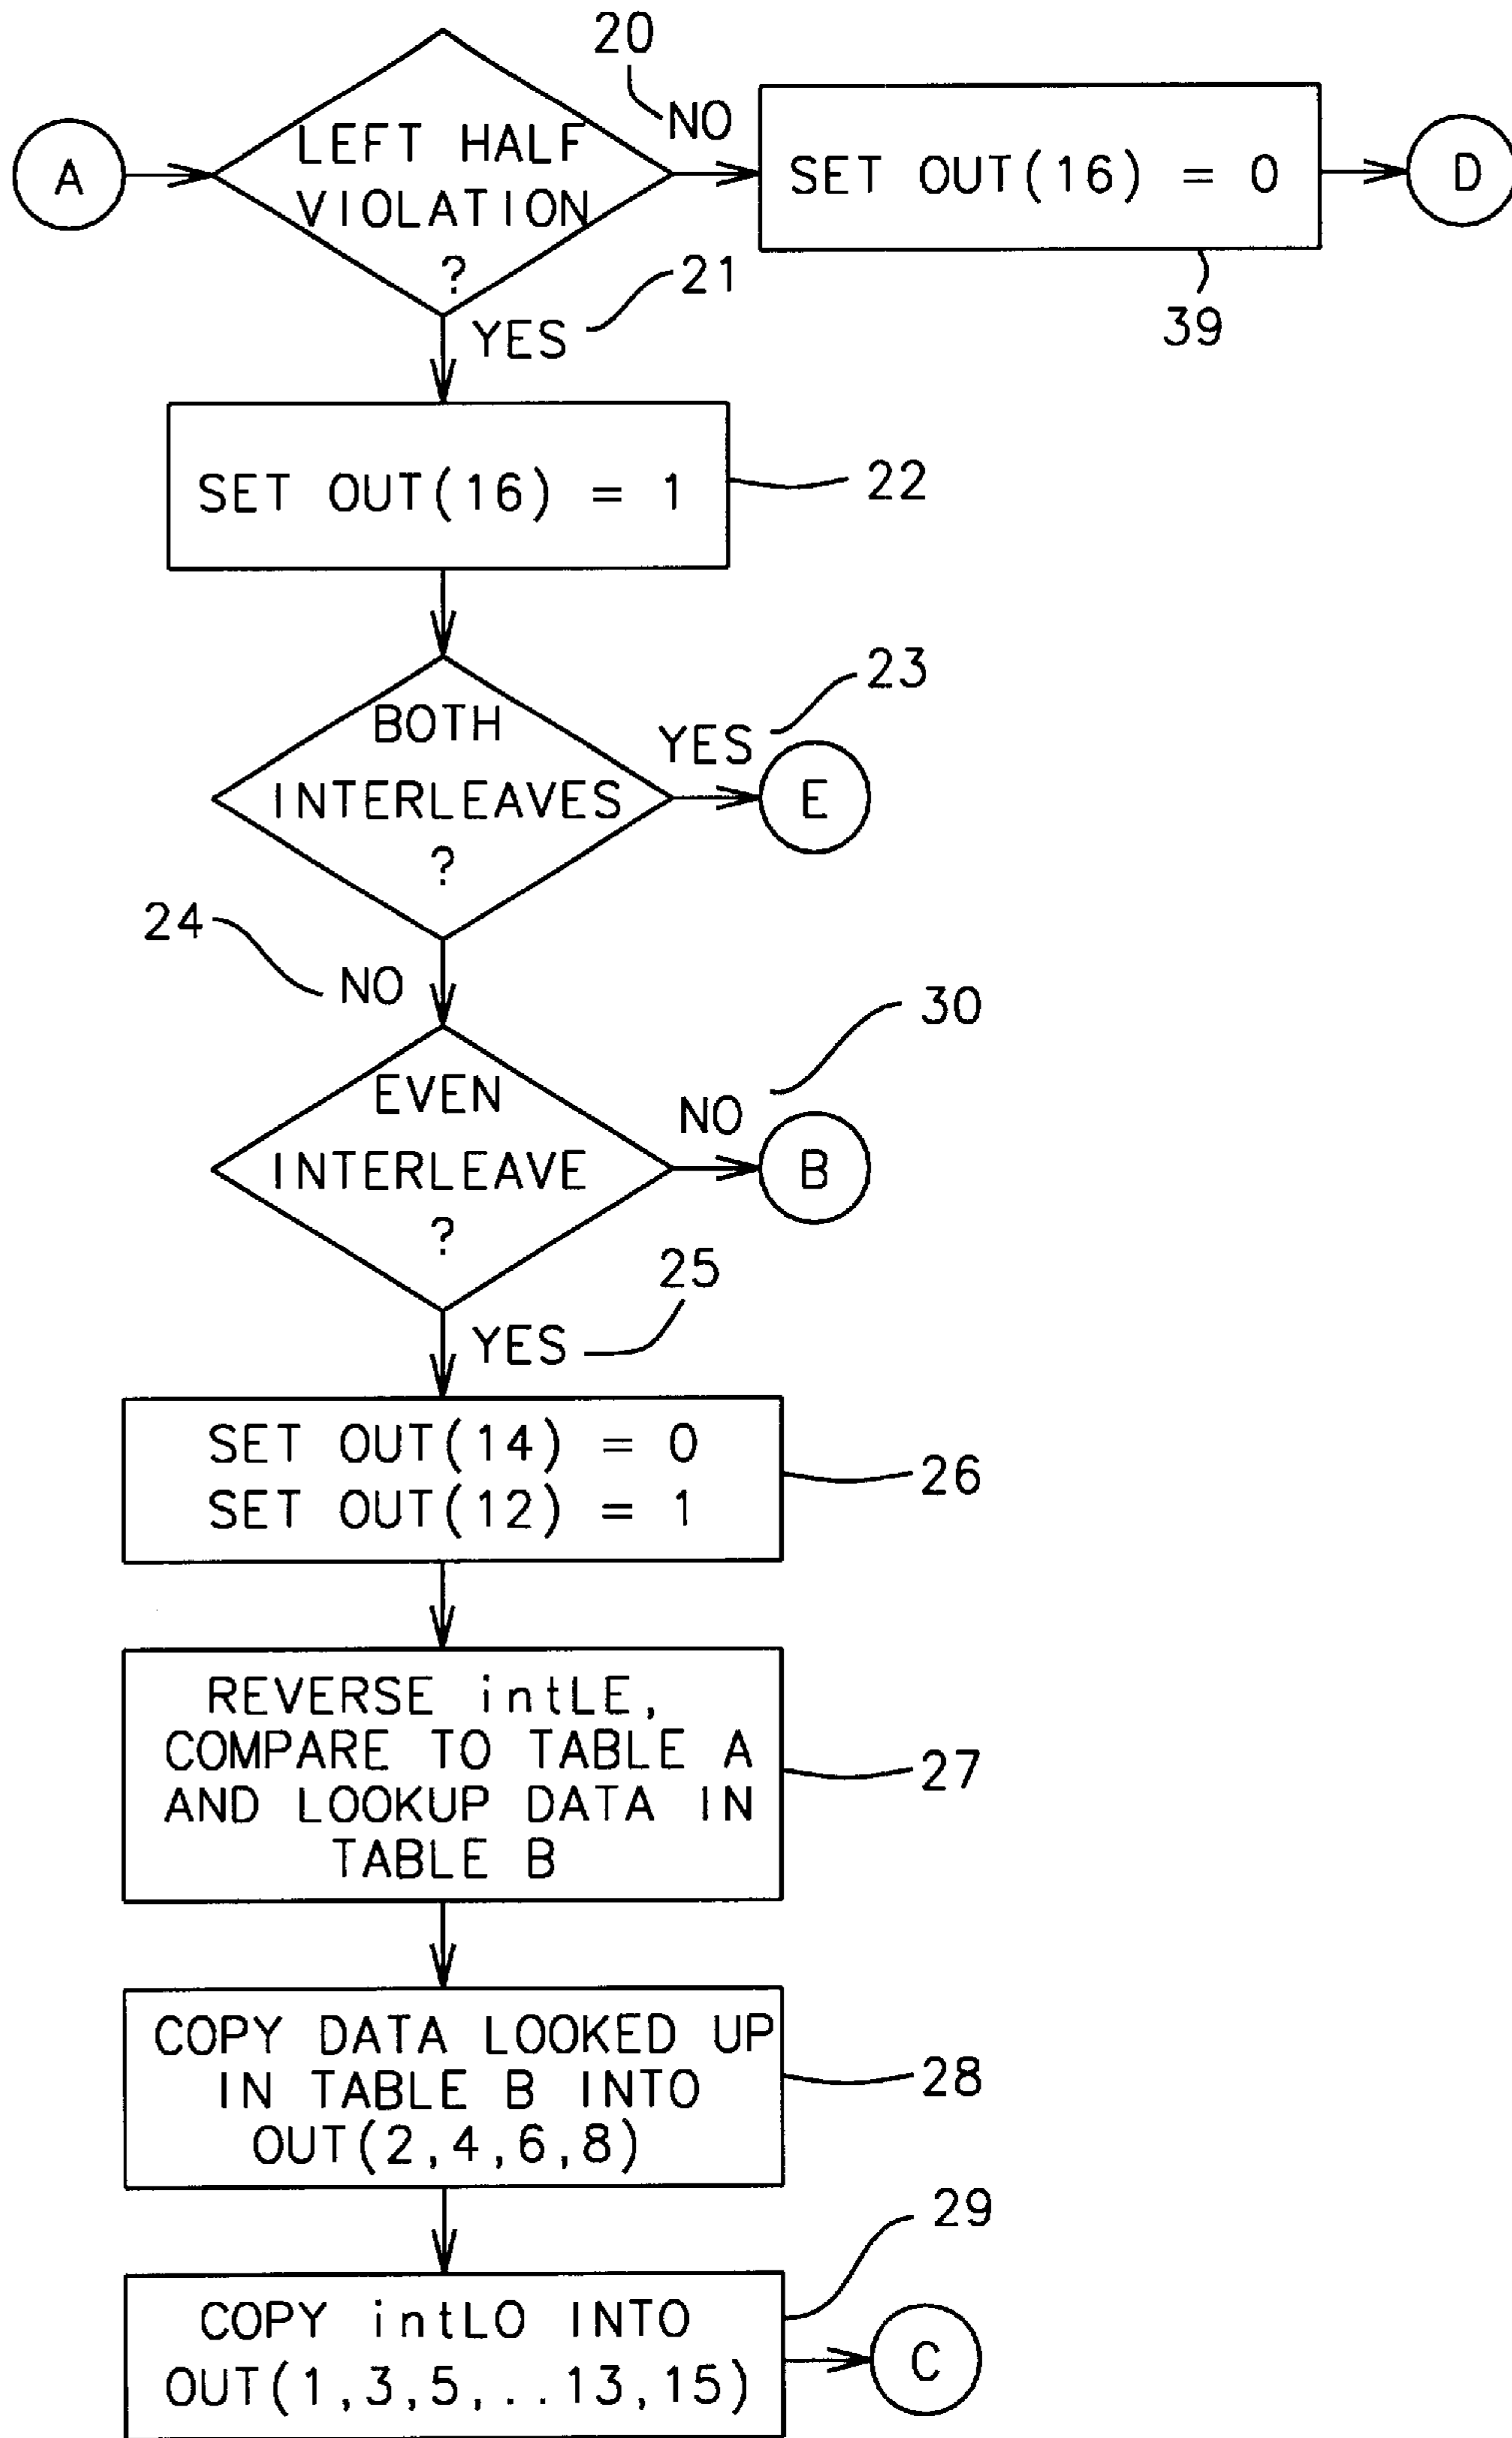 20
A
LEFT HALF
VIOLATION
?
NO
SET OUT(16) = 0
D
39
YES
21
SET OUT(16) = 1
22
BOTH
INTERLEAVES
?
YES
23
E
24
NO
EVEN
INTERLEAVE
?
NO
30
B
YES
25
SET OUT(14) = 0
SET OUT(12) = 1
26
REVERSE intLE,
COMPARE TO TABLE A
AND LOOKUP DATA IN
TABLE B
27
COPY DATA LOOKED UP
IN TABLE B INTO
OUT(2,4,6,8)
28
29
COPY intLO INTO
OUT(1,3,5,..13,15)
C